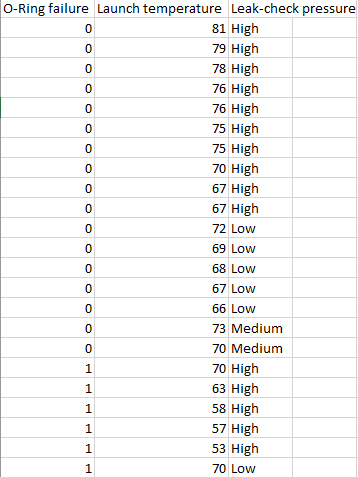 O-Ring failure Launch temperature Leak-check pressure
0 81 High
0 79 High
0 78 High
0 76 High
0 76 High
0 75 High
0 75 High
0 70 High
0 67 High
0 67 High
0 72 Low
0 69 Low
0 68 Low
0 67 Low
0 66 Low
0 73 Medium
0 70 Medium
1 70 High
1 63 High
1 58 High
1 57 High
1 53 High
1 70 Low